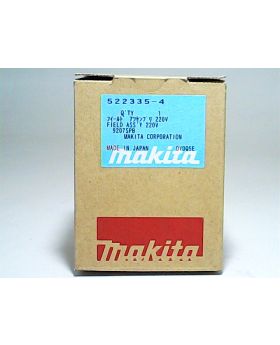 522335-4
Q'TY 1
フィールド アッセンブリ 220V
FIELD ASS'Y 220V
9207SPB
MAKITA CORPORATION
MADE IN JAPAN
makita
makita